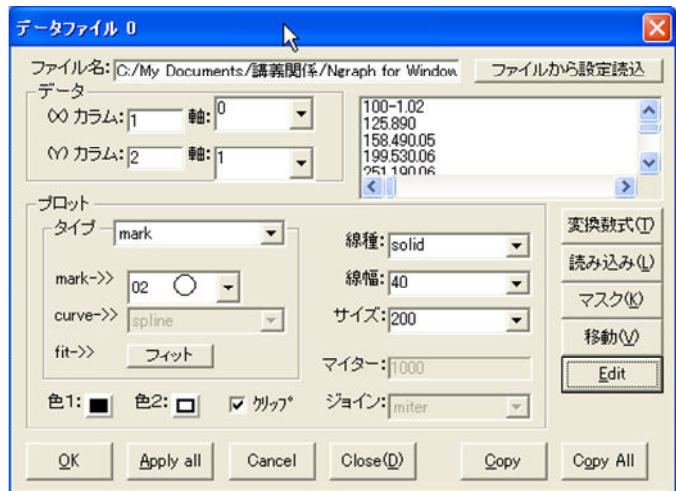 データファイル 0
ファイル名: C:/My Documents/講義関係/Ngraph for Window ファイルから設定読込
データ
(X) カラム: 1 軸: 0
(Y) カラム: 2 軸: 1
100-1.02
125.890
158.490.05
199.530.06
251.190.06
プロット
タイプ mark
mark->> 02
curve->> spline
fit->> フィット
色1: 色2: クリップ
線種: solid
線幅: 40
サイズ: 200
マイター: 1000
ジョイン: miter
変換数式(T)
読み込み(L)
マスク(K)
移動(V)
Edit
OK Apply all Cancel Close(D) Copy Copy All